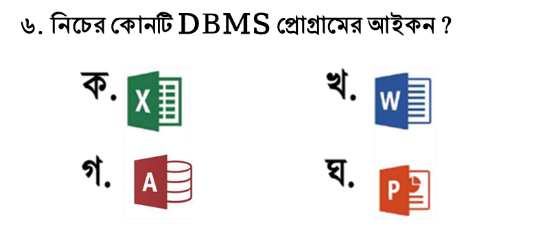 ৬. নিচের কোনটি DBMS প্রোগ্রামের আইকন ?
ক. X খ. W
গ. A ঘ. P